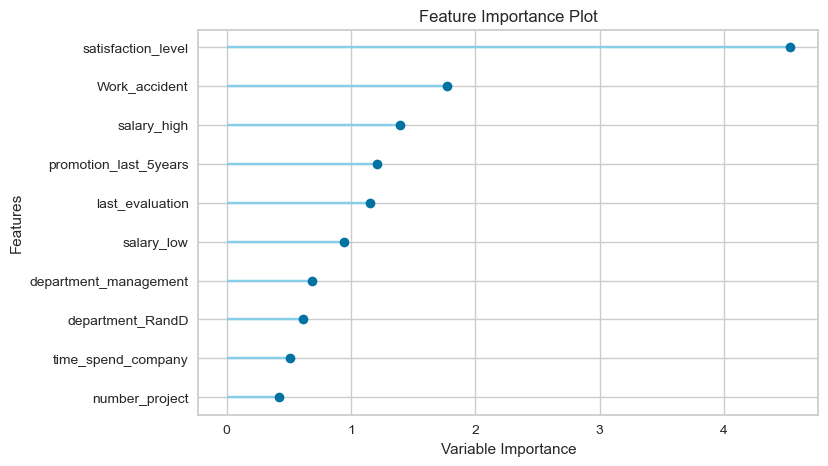 Feature Importance Plot
satisfaction_level
Work_accident
salary_high
promotion_last_5years
last_evaluation
salary_low
department_management
department_RandD
time_spend_company
number_project
Features
0 1 2 3 4
Variable Importance